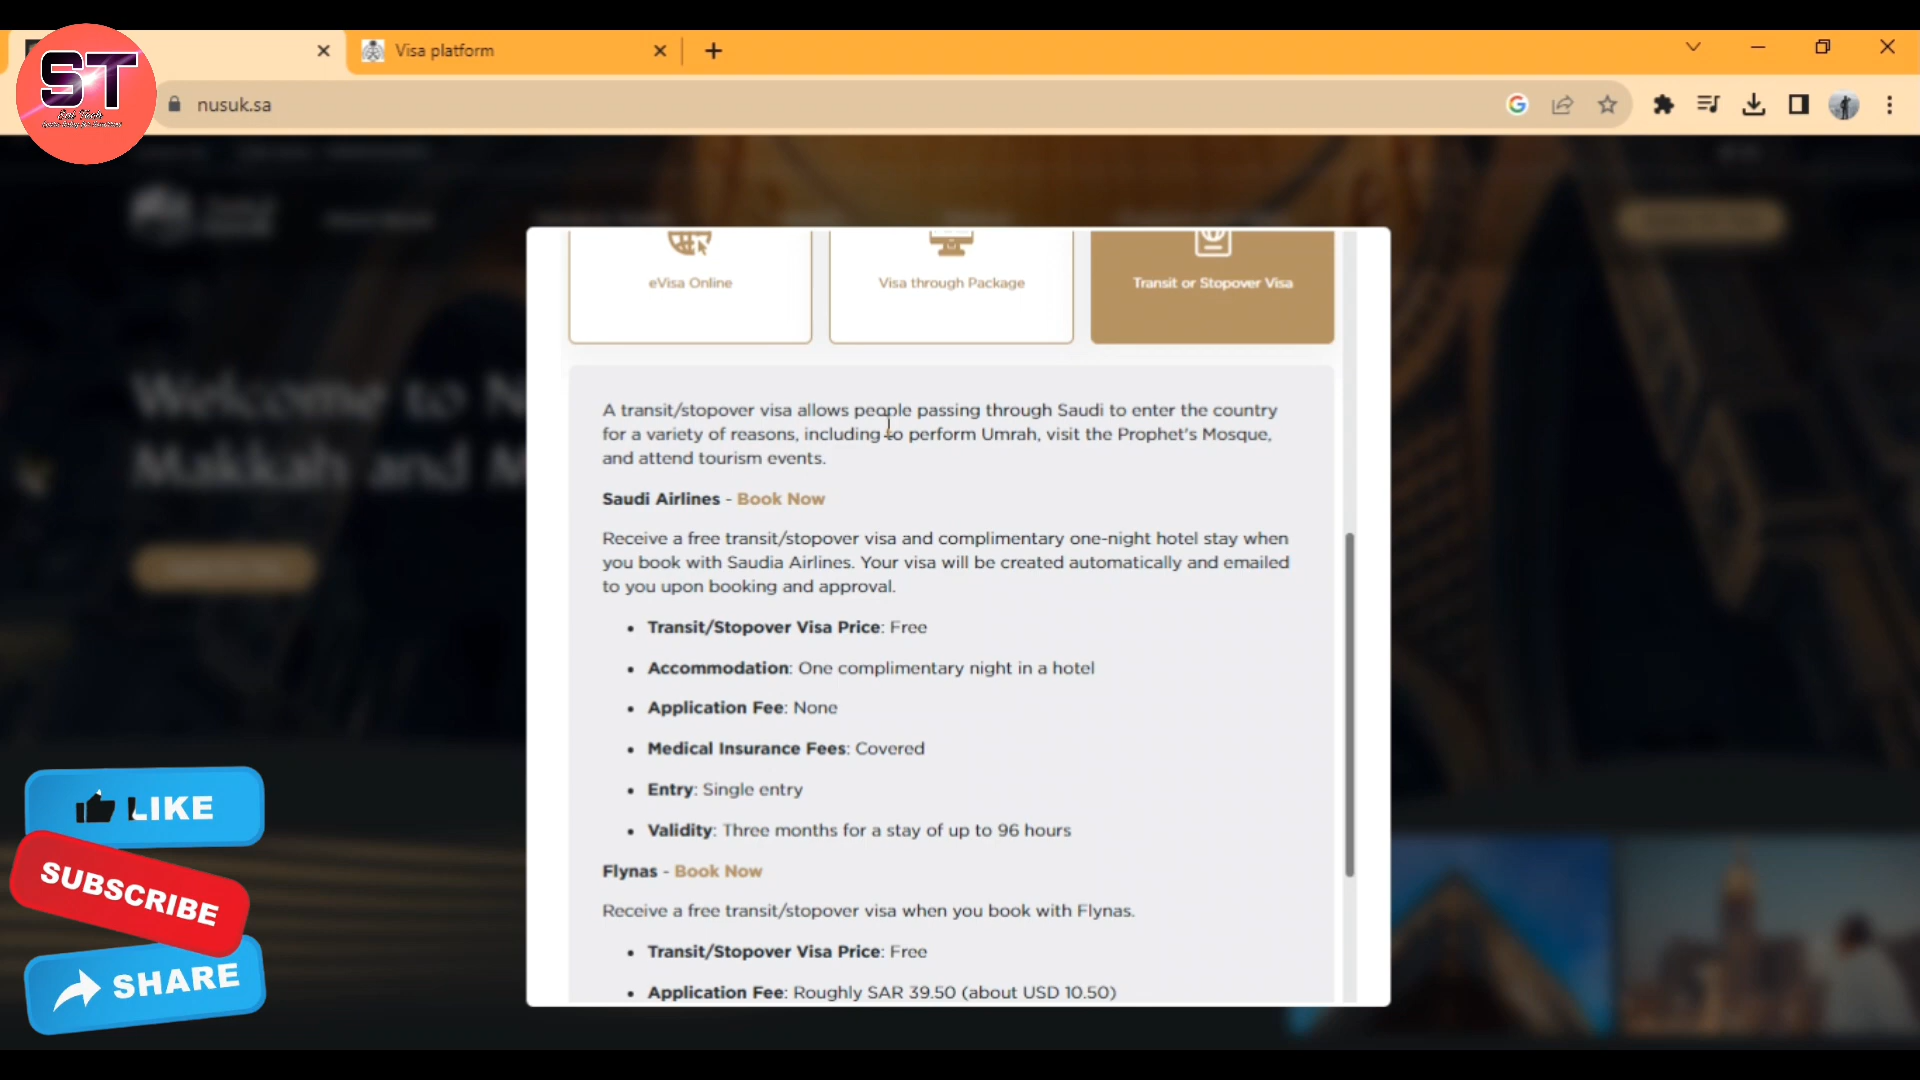 ST
Visa platform
nusuk.sa
Welcome to N
Makkah and M
eVisa Online
Visa through Package
Transit or Stopover Visa
A transit/stopover visa allows people passing through Saudi to enter the country
for a variety of reasons, including to perform Umrah, visit the Prophet's Mosque,
and attend tourism events.
Saudi Airlines - Book Now
Receive a free transit/stopover visa and complimentary one-night hotel stay when
you book with Saudia Airlines. Your visa will be created automatically and emailed
to you upon booking and approval.
• Transit/Stopover Visa Price: Free
• Accommodation: One complimentary night in a hotel
• Application Fee: None
• Medical Insurance Fees: Covered
• Entry: Single entry
• Validity: Three months for a stay of up to 96 hours
Flynas - Book Now
Receive a free transit/stopover visa when you book with Flynas.
• Transit/Stopover Visa Price: Free
• Application Fee: Roughly SAR 39.50 (about USD 10.50)
LIKE
SUBSCRIBE
SHARE